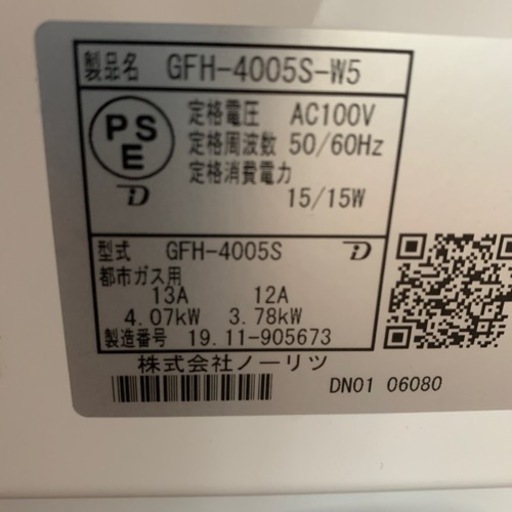 製品名 GFH-4005S-W5
PSE
定格電圧 AC100V
定格周波数 50/60Hz
定格消費電力
15/15W
型式 GFH-4005S
都市ガス用
13A 12A
4.07kW 3.78kW
製造番号 19.11-905673
株式会社ノーリツ
DN01 06080